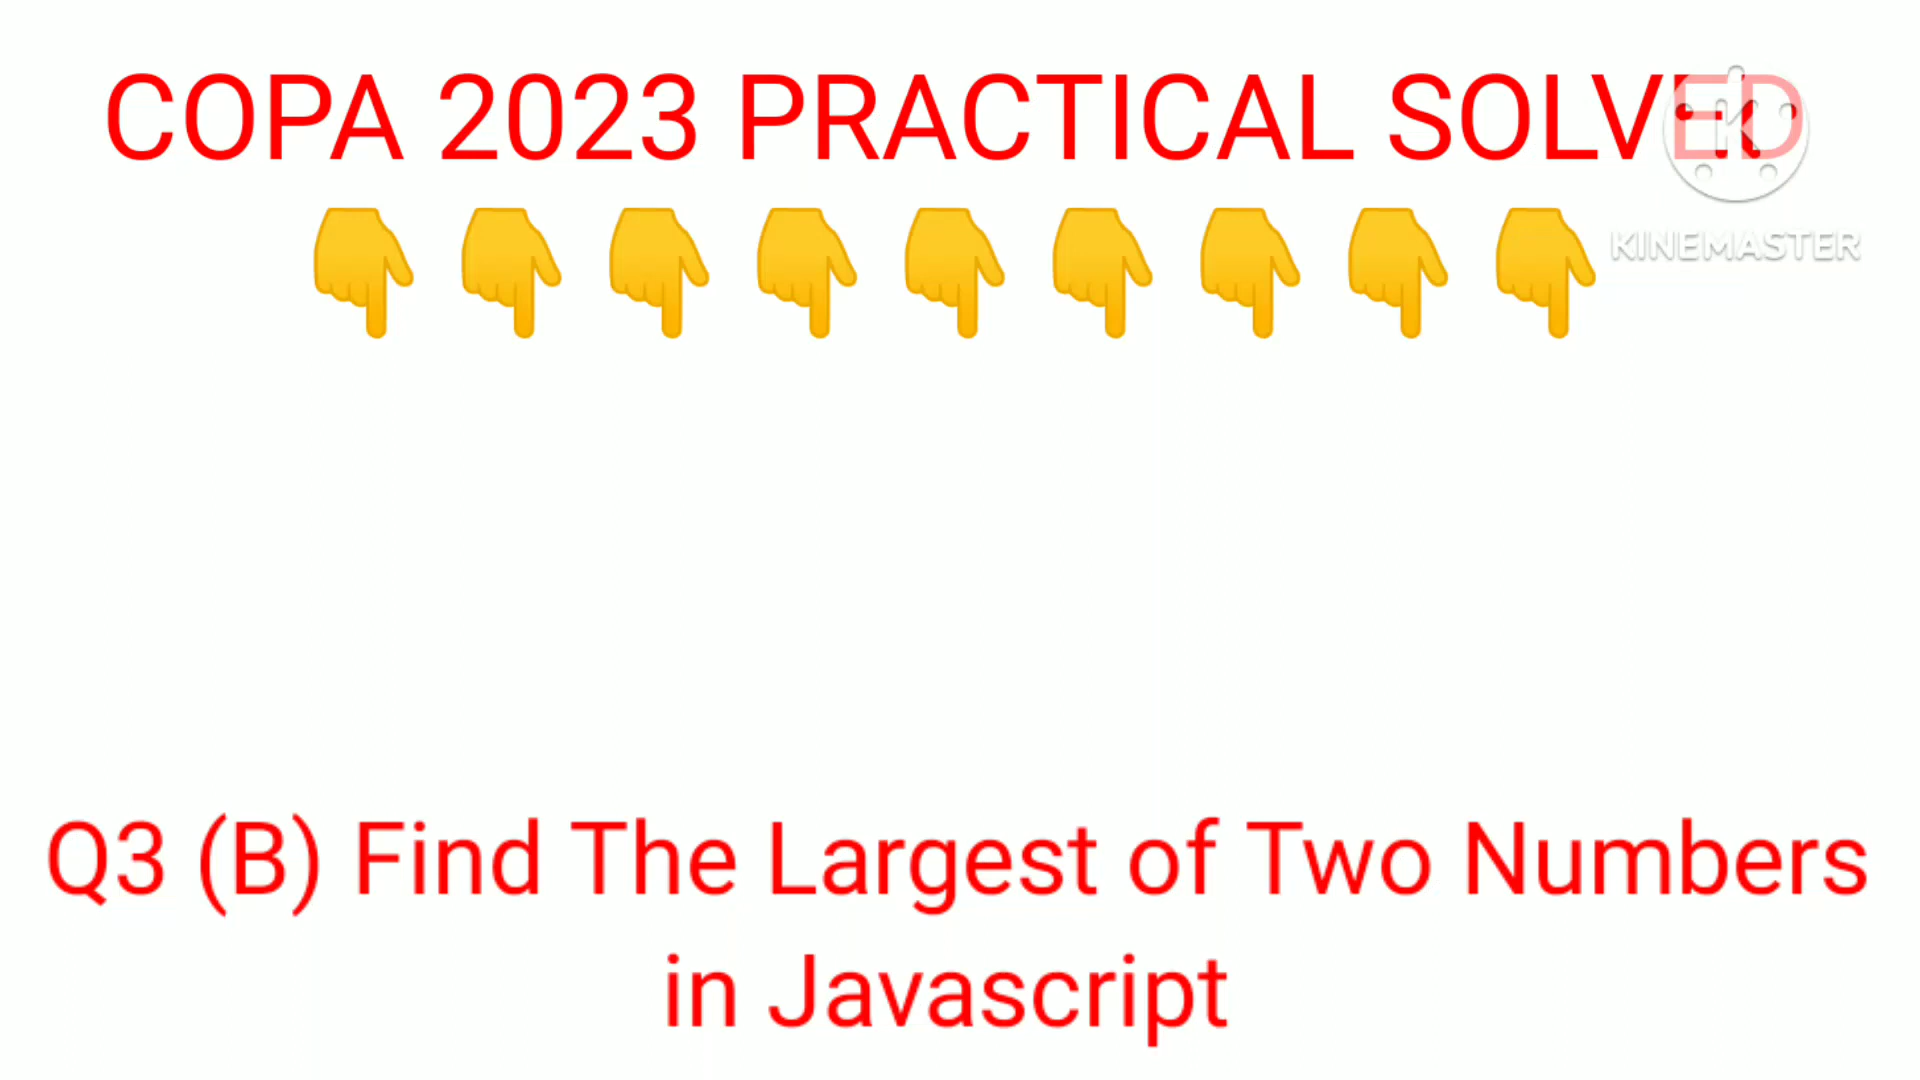 COPA 2023 PRACTICAL SOLVED
👇👇👇👇👇👇👇👇👇
KINEMASTER
Q3 (B) Find The Largest of Two Numbers
in Javascript